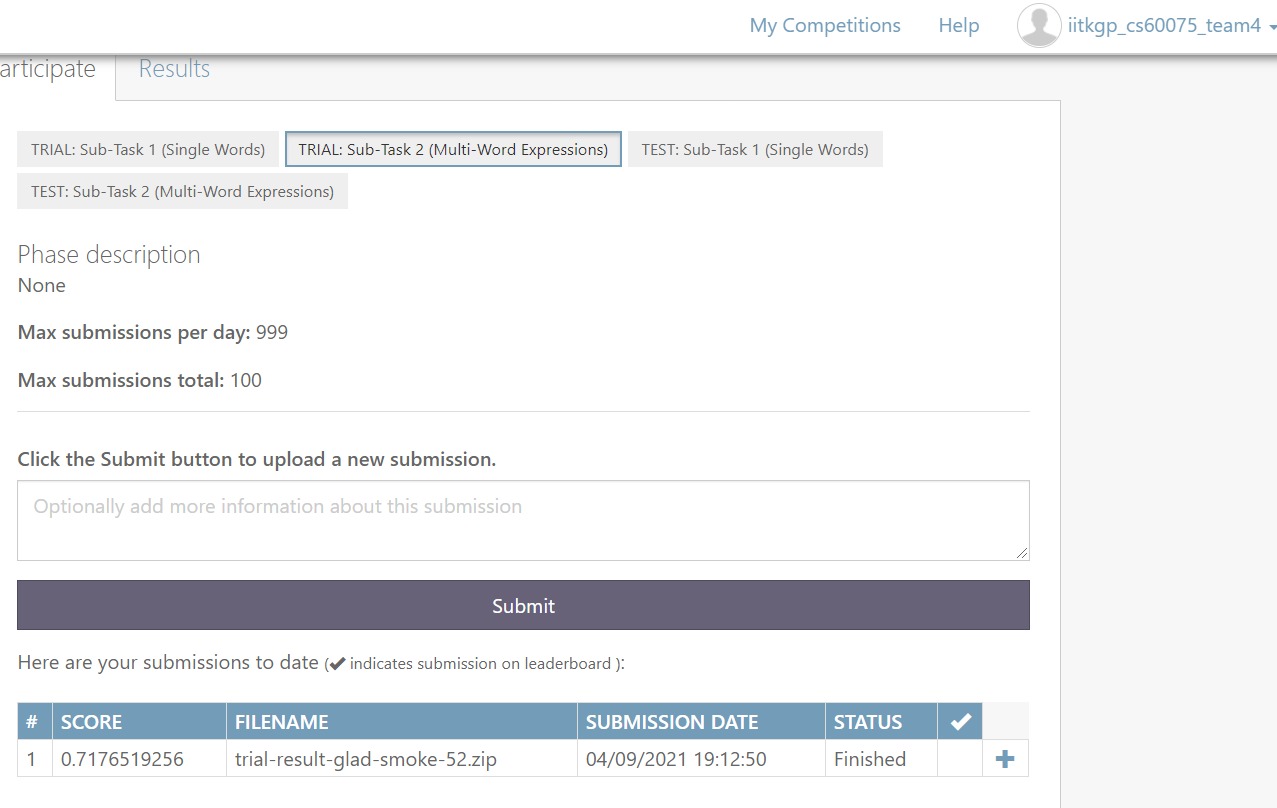 My Competitions Help iitkgp_cs60075_team4
articipate Results
TRIAL: Sub-Task 1 (Single Words) TRIAL: Sub-Task 2 (Multi-Word Expressions) TEST: Sub-Task 1 (Single Words)
TEST: Sub-Task 2 (Multi-Word Expressions)
Phase description
None
Max submissions per day: 999
Max submissions total: 100
Click the Submit button to upload a new submission.
Optionally add more information about this submission
Submit
Here are your submissions to date (✔ indicates submission on leaderboard ):
# SCORE FILENAME SUBMISSION DATE STATUS ✔
1 0.7176519256 trial-result-glad-smoke-52.zip 04/09/2021 19:12:50 Finished +